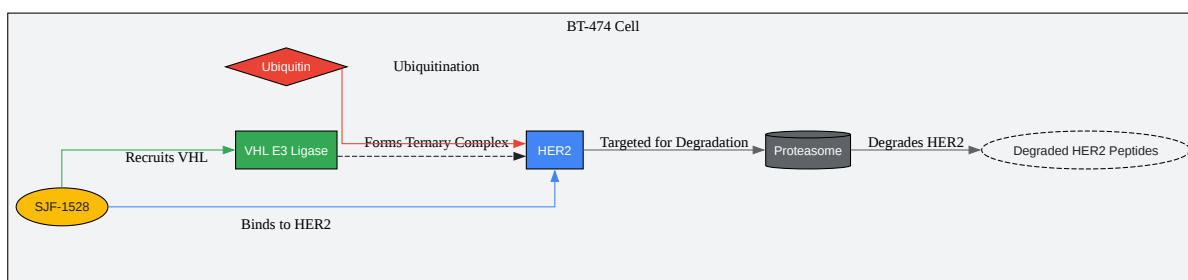 BT-474 Cell
Ubiquitin
Ubiquitination
VHL E3 Ligase
Forms Ternary Complex
HER2
Targeted for Degradation
Proteasome
Degrades HER2
Degraded HER2 Peptides
Recruits VHL
SJF-1528
Binds to HER2